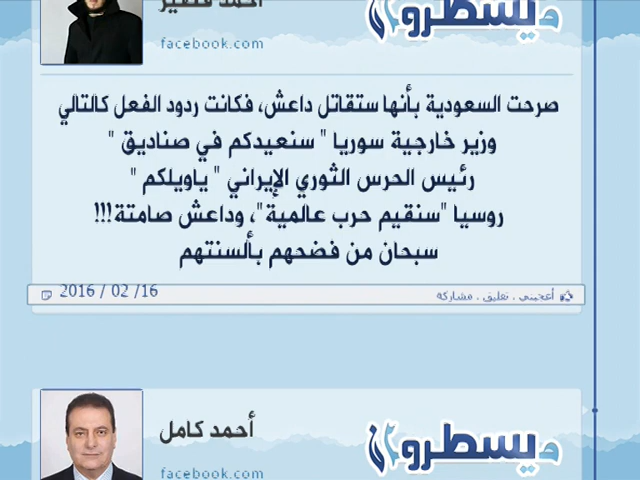 أحمد
facebook.com
صرحت السعودية بأنها ستقاتل داعش، فكانت ردود الفعل كالتالي
وزير خارجية سوريا " سنعيدكم في صناديق "
رئيس الحرس الثوري الإيراني " ياويلكم "
روسيا "سنقيم حرب عالمية"، وداعش صامتة!!!
سبحان من فضحهم بألسنتهم
أعجبني . تعليق . مشاركة
2016 / 02 /16
أحمد كامل
facebook.com